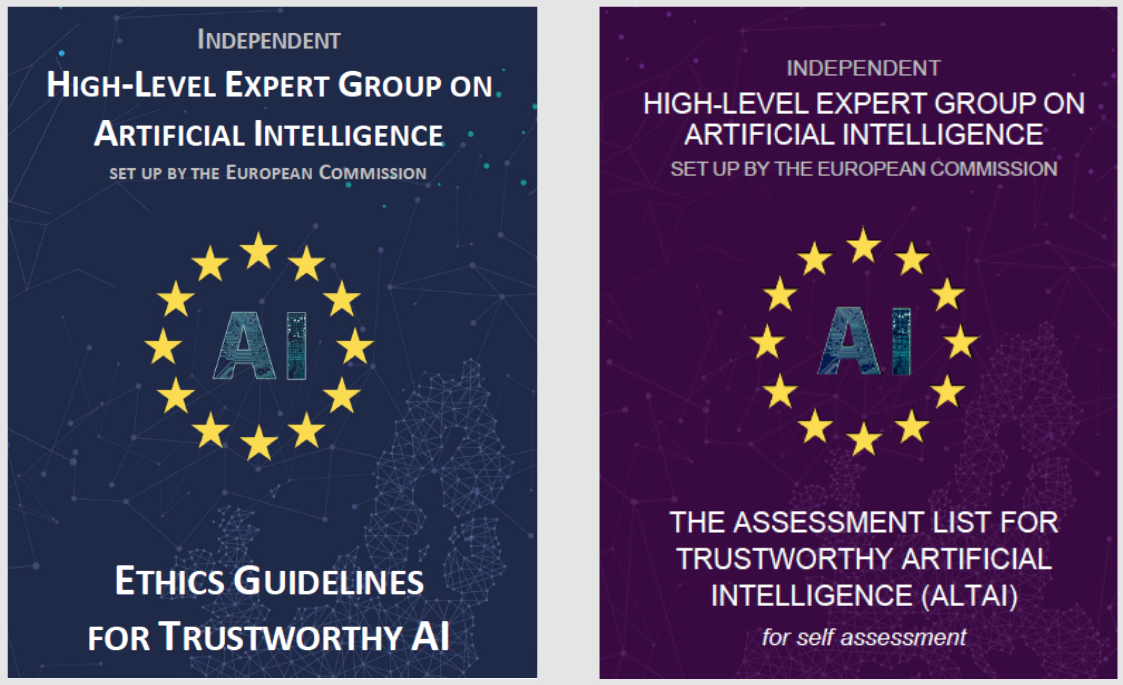 INDEPENDENT
HIGH-LEVEL EXPERT GROUP ON
ARTIFICIAL INTELLIGENCE
SET UP BY THE EUROPEAN COMMISSION
AI
ETHICS GUIDELINES
FOR TRUSTWORTHY AI
INDEPENDENT
HIGH-LEVEL EXPERT GROUP ON
ARTIFICIAL INTELLIGENCE
SET UP BY THE EUROPEAN COMMISSION
AI
THE ASSESSMENT LIST FOR
TRUSTWORTHY ARTIFICIAL
INTELLIGENCE (ALTAI)
for self assessment